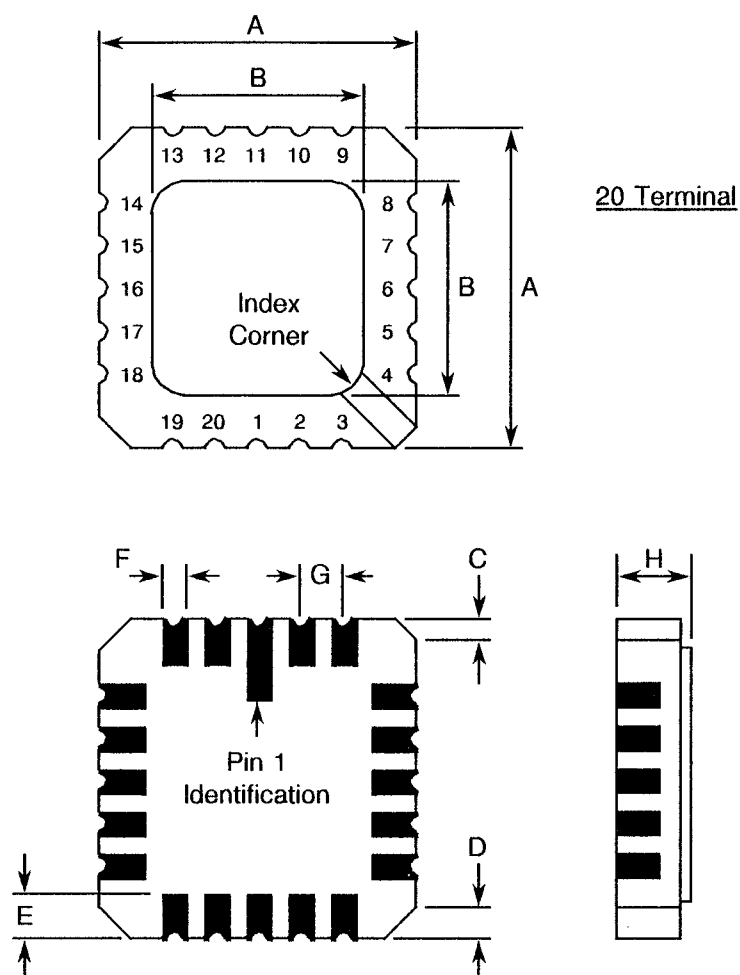 A
B
13 12 11 10 9
20 Terminal
14 8
15 7
16 6
B A
Index
Corner
17 5
18 4
19 20 1 2 3
F G C H
Pin 1
Identification
D
E